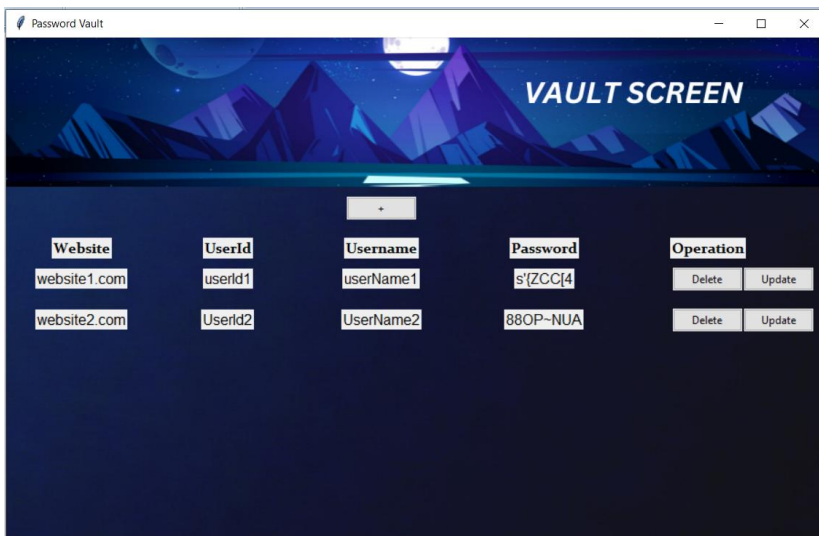 Password Vault
VAULT SCREEN
+
Website UserId Username Password Operation
website1.com userId1 userName1 s'{ZCC[4 Delete Update
website2.com UserId2 UserName2 88OP~NUA Delete Update